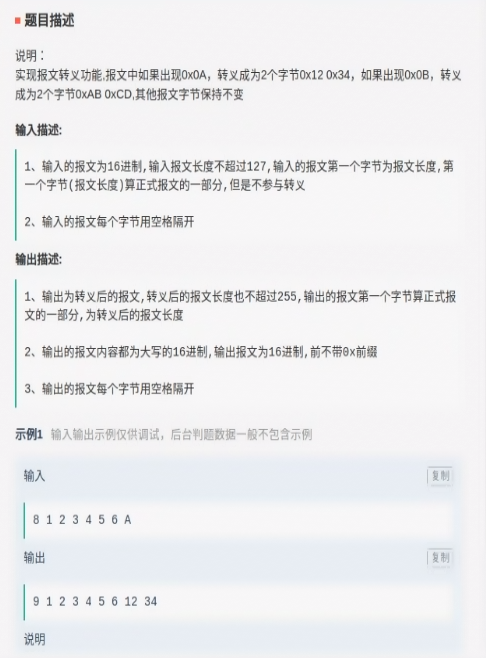 题目描述
说明：
实现报文转义功能,报文中如果出现0x0A，转义成为2个字节0x12 0x34，如果出现0x0B，转义
成为2个字节0xAB 0xCD,其他报文字节保持不变
输入描述:
1、输入的报文为16进制,输入报文长度不超过127,输入的报文第一个字节为报文长度,第
一个字节(报文长度)算正式报文的一部分,但是不参与转义
2、输入的报文每个字节用空格隔开
输出描述:
1、输出为转义后的报文,转义后的报文长度也不超过255,输出的报文第一个字节算正式报
文的一部分,为转义后的报文长度
2、输出的报文内容都为大写的16进制,输出报文为16进制,前不带0x前缀
3、输出的报文每个字节用空格隔开
示例1 输入输出示例仅供调试，后台判题数据一般不包含示例
输入 复制
8 1 2 3 4 5 6 A
输出 复制
9 1 2 3 4 5 6 12 34
说明